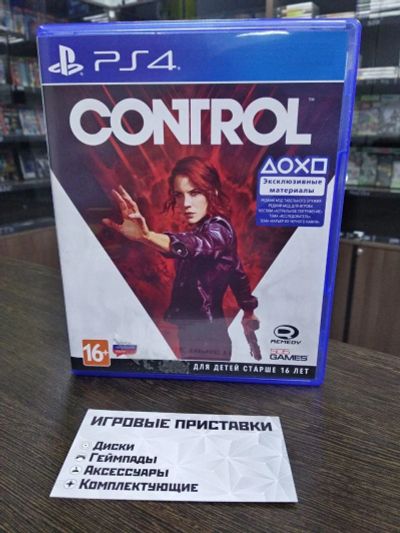 PS4
CONTROL
Эксклюзивные
материалы
16+
REMEDY
505
GAMES
ДЛЯ ДЕТЕЙ СТАРШЕ 16 ЛЕТ
ИГРОВЫЕ ПРИСТАВКИ
Диски
Геймпады
Аксессуары
Комплектующие